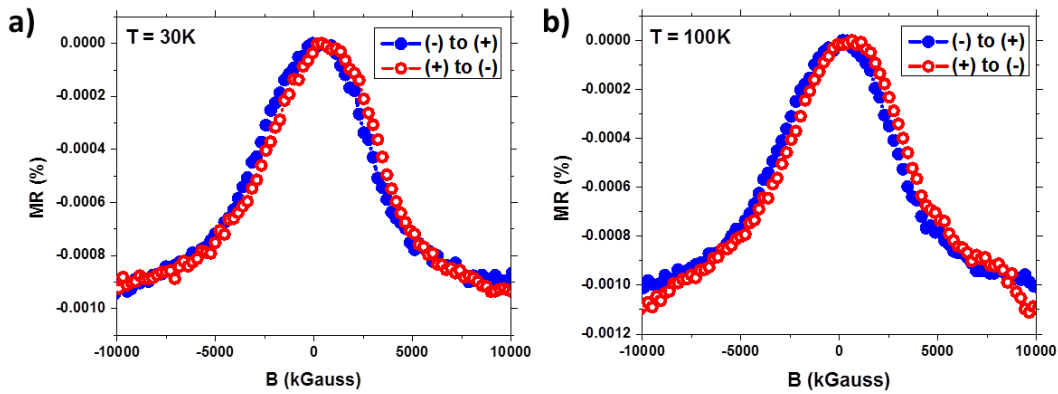 a)
T = 30K
(-) to (+)
(+) to (-)
MR (%)
0.0000
-0.0002
-0.0004
-0.0006
-0.0008
-0.0010
-10000 -5000 0 5000 10000
B (kGauss)
b)
T = 100K
(-) to (+)
(+) to (-)
MR (%)
0.0000
-0.0002
-0.0004
-0.0006
-0.0008
-0.0010
-0.0012
-10000 -5000 0 5000 10000
B (kGauss)